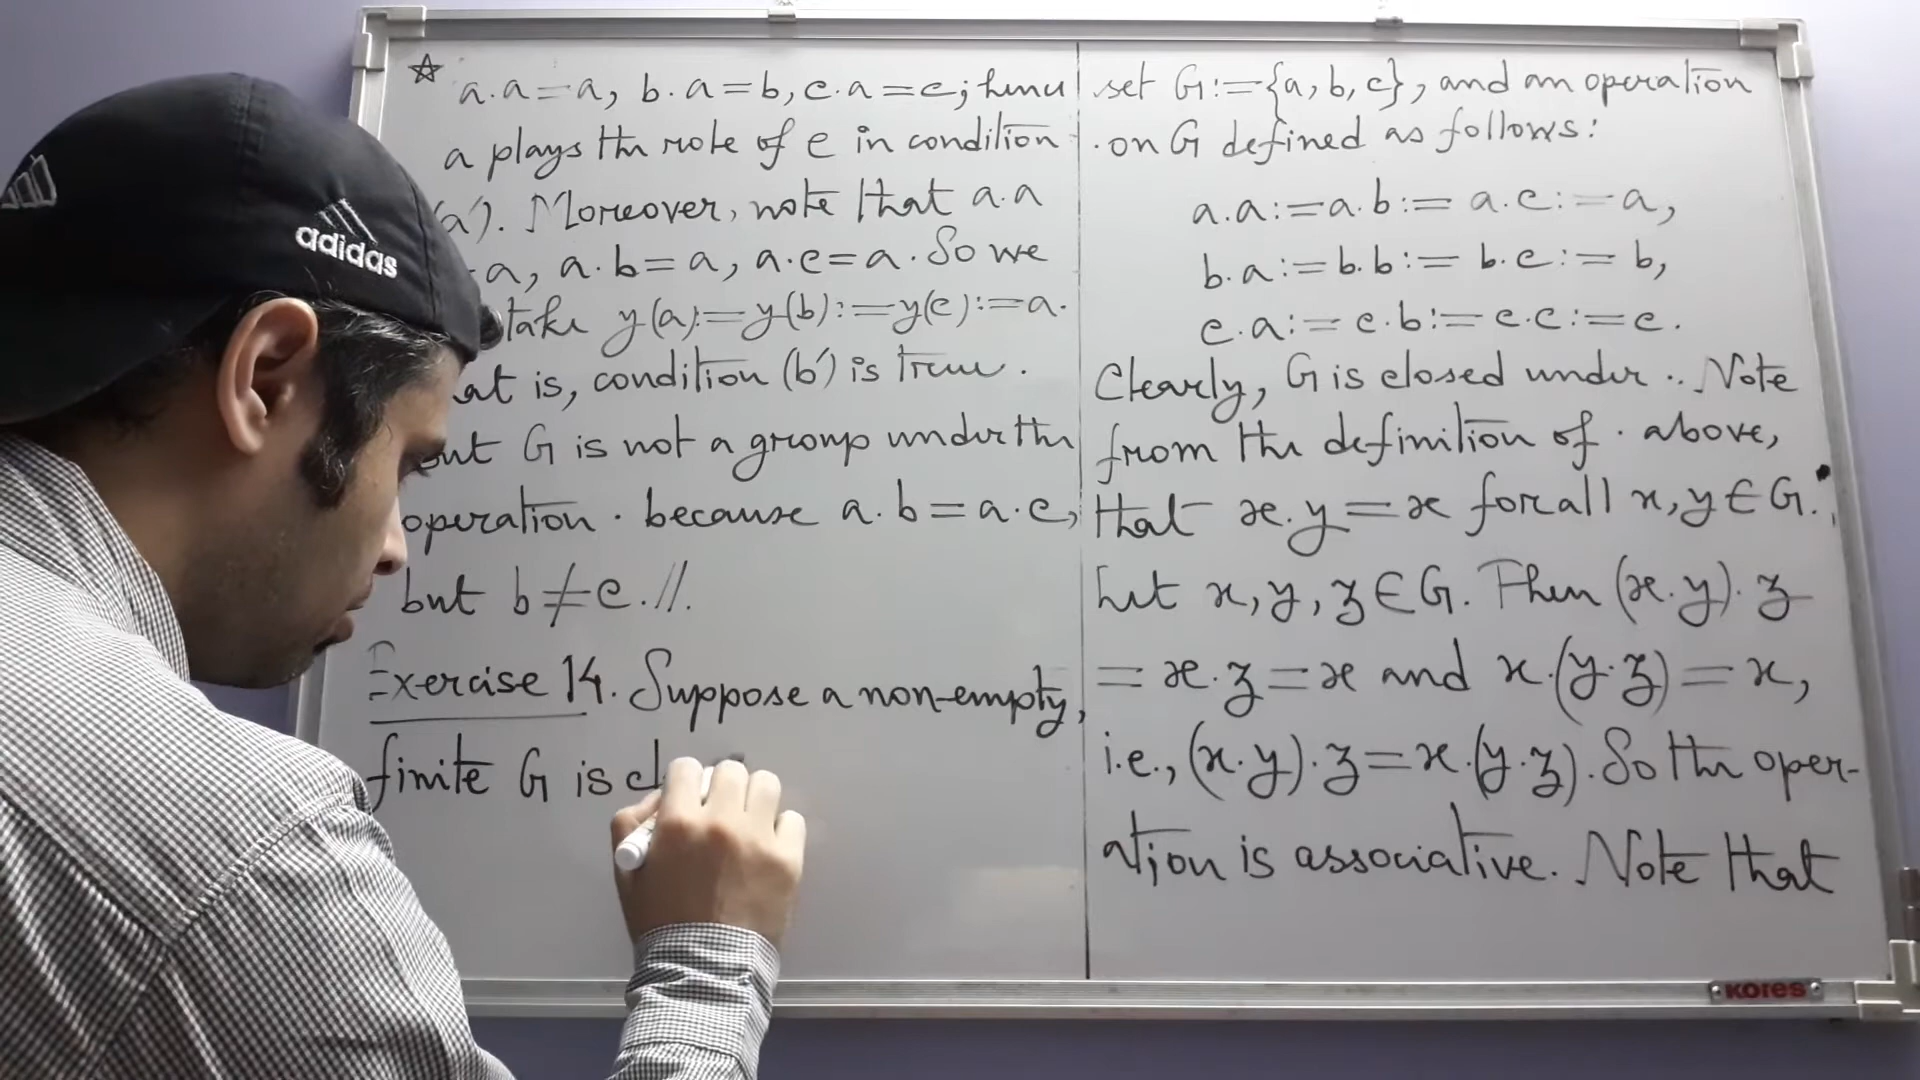 ☆ a.a=a, b.a=b, c.a=c; hence
a plays the role of e in condition
(a'). Moreover, note that a.a
=a, a.b=a, a.c=a. So we
take y(a):=y(b):=y(c):=a.
at is, condition (b') is true.
But G is not a group under the
operation . because a.b=a.c,
but b≠c.//.
Exercise 14. Suppose a non-empty,
finite G is cl
set G:={a,b,c}, and an operation
. on G defined as follows:
a.a:=a.b:=a.c:=a,
b.a:=b.b:=b.c:=b,
c.a:=c.b:=c.c:=c.
Clearly, G is closed under .. Note
from the definition of . above,
that x.y=x for all x,y∈G.
Let x,y,z∈G. Then (x.y).z
=x.z=x and x.(y.z)=x,
i.e., (x.y).z=x.(y.z). So the oper-
ation is associative. Note that
adidas
KORES